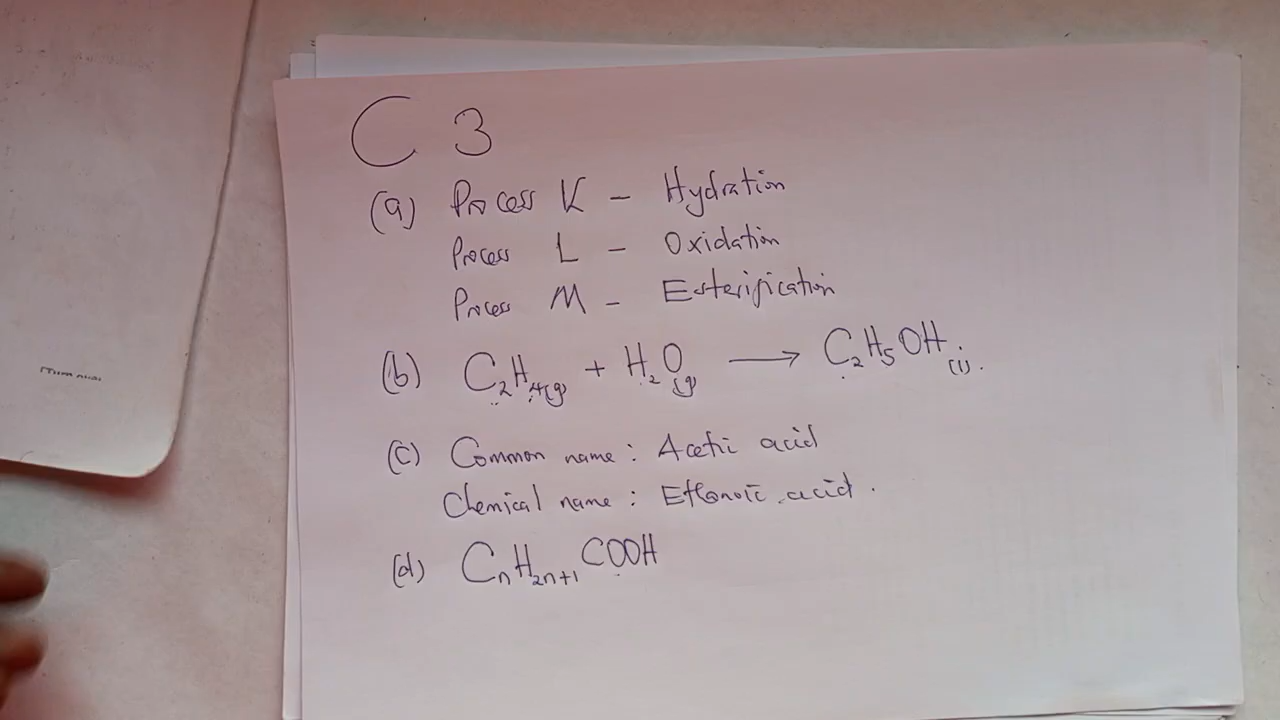 C 3
(a) Process K - Hydration
Process L - Oxidation
Process M - Esterification
(b) C₂H₄(g) + H₂O(g) ⟶ C₂H₅OH(l).
(c) Common name : Acetic acid
Chemical name : Ethanoic acid.
(d) CₙH₂ₙ₊₁COOH